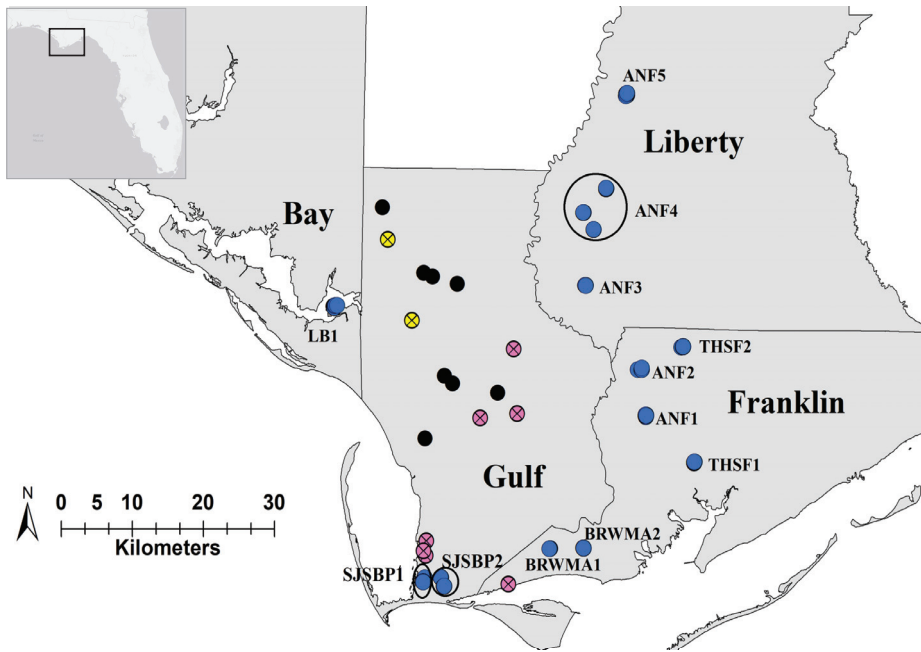 ANF5
Liberty
Bay
ANF4
ANF3
LB1
THSF2
ANF2
Franklin
ANF1
THSF1
Gulf
N
0 5 10 20 30
Kilometers
BRWMA2
BRWMA1
SJSBP1
SJSBP2